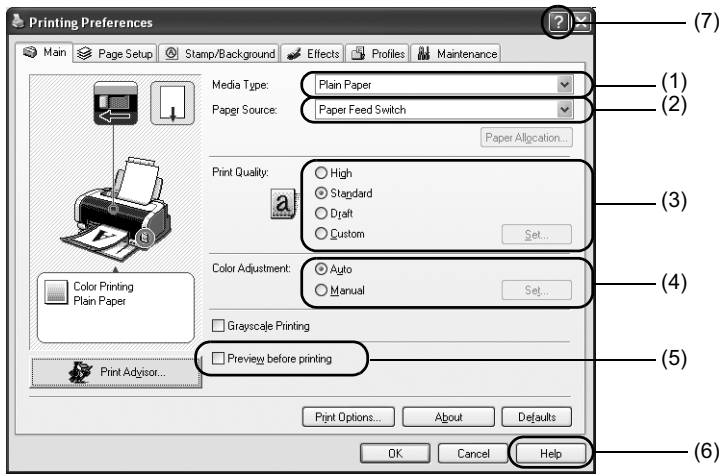 Printing Preferences
? (7)
Main Page Setup Stamp/Background Effects Profiles Maintenance
Media Type: Plain Paper (1)
Paper Source: Paper Feed Switch (2)
Paper Allocation...
Print Quality: High
a Standard (3)
Draft
Custom Set...
Color Adjustment: Auto
Manual Set... (4)
Color Printing
Plain Paper
Grayscale Printing
Preview before printing (5)
Print Advisor...
Print Options... About Defaults
OK Cancel Help (6)